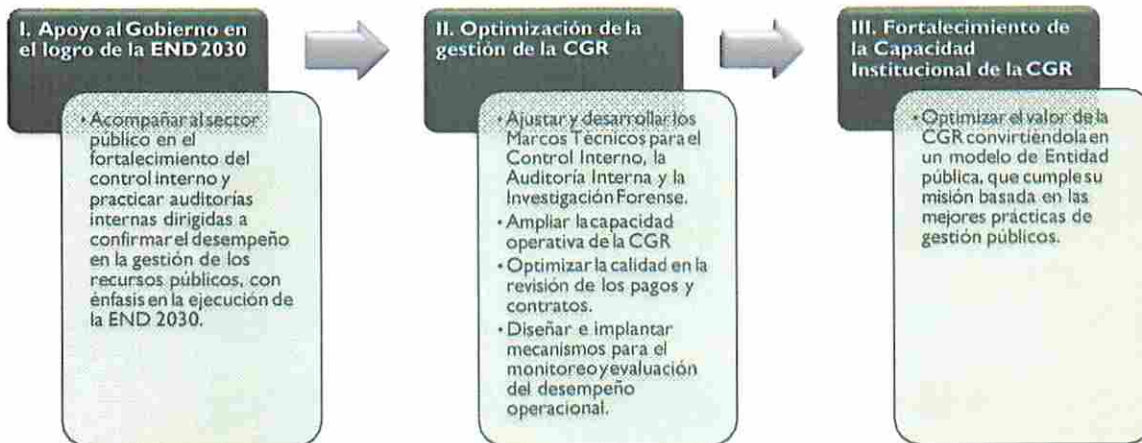 I. Apoyo al Gobierno en
el logro de la END 2030
• Acompañar al sector
público en el
fortalecimiento del
control interno y
practicar auditorías
internas dirigidas a
confirmar el desempeño
en la gestión de los
recursos públicos, con
énfasis en la ejecución de
la END 2030.
II. Optimización de la
gestión de la CGR
• Ajustar y desarrollar los
Marcos Técnicos para el
Control Interno, la
Auditoría Interna y la
Investigación Forense.
• Ampliar la capacidad
operativa de la CGR
• Optimizar la calidad en la
revisión de los pagos y
contratos.
• Diseñar e implantar
mecanismos para el
monitoreo y evaluación
del desempeño
operacional.
III. Fortalecimiento de
la Capacidad
Institucional de la CGR
• Optimizar el valor de la
CGR convirtiéndola en
un modelo de Entidad
pública, que cumple su
misión basada en las
mejores prácticas de
gestión públicos.